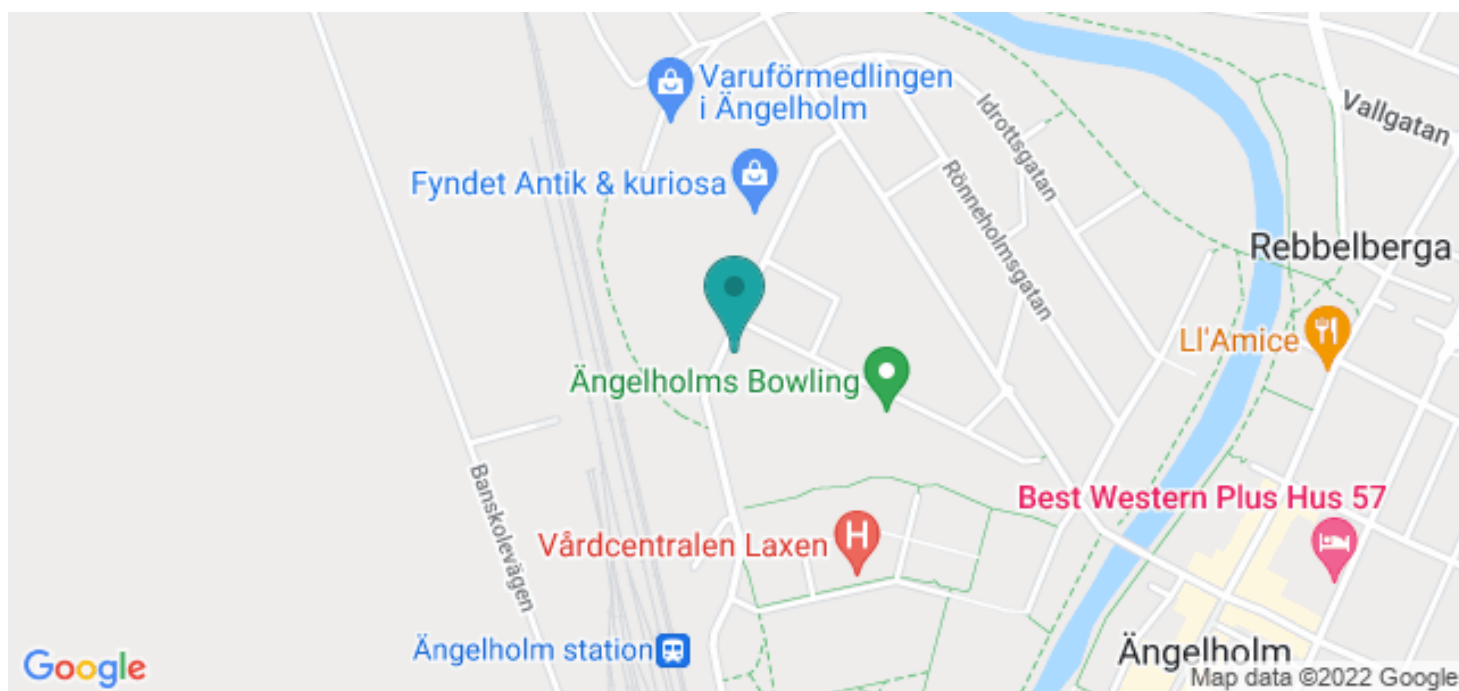 Varuförmedlingen
i Ängelholm
Vallgatan
Idrottsgatan
Fyndet Antik & kuriosa
Rönneholmsgatan
Rebbelberga
Ll'Amice
Ängelholms Bowling
Banskolevägen
Best Western Plus Hus 57
Vårdcentralen Laxen
H
Ängelholm station
Ängelholm
Google
Map data ©2022 Google